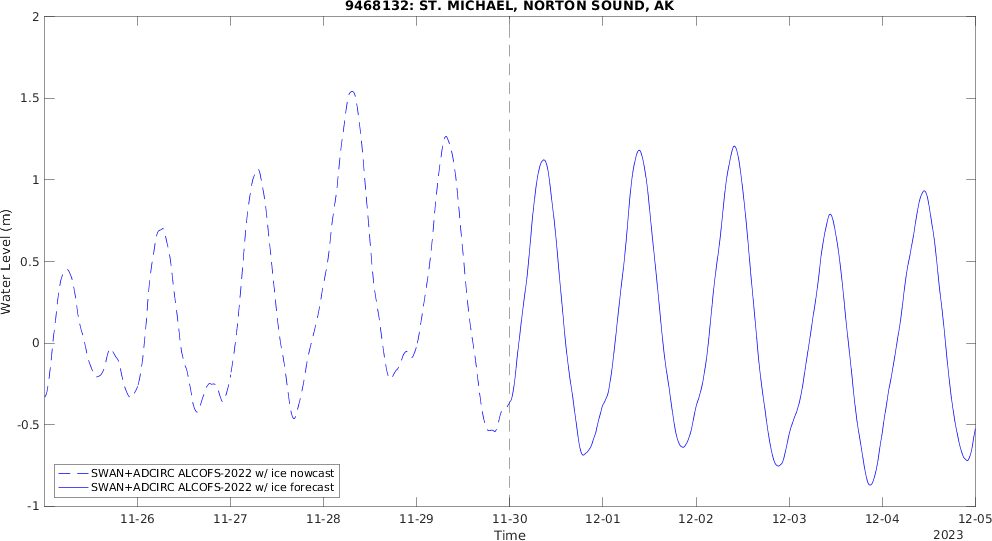 9468132: ST. MICHAEL, NORTON SOUND, AK
2
1.5
1
0.5
0
-0.5
-1
Water Level (m)
SWAN+ADCIRC ALCOFS-2022 w/ ice nowcast
SWAN+ADCIRC ALCOFS-2022 w/ ice forecast
11-26 11-27 11-28 11-29 11-30 12-01 12-02 12-03 12-04 12-05
Time
2023